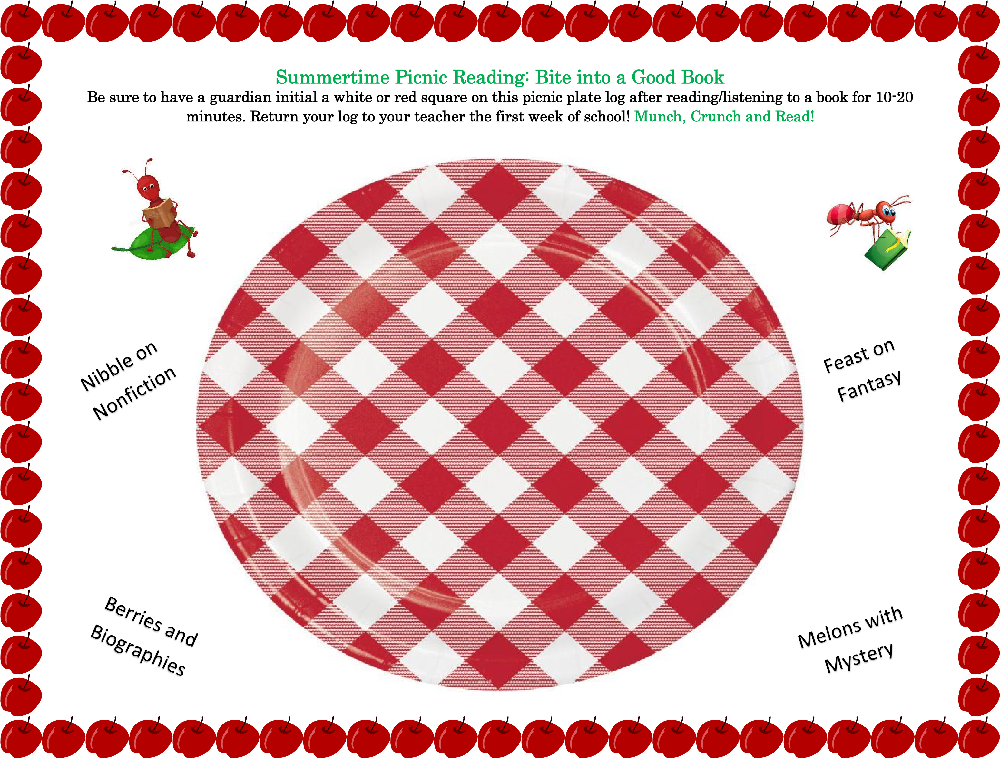 Summertime Picnic Reading: Bite into a Good Book
Be sure to have a guardian initial a white or red square on this picnic plate log after reading/listening to a book for 10-20
minutes. Return your log to your teacher the first week of school! Munch, Crunch and Read!
Nibble on
Nonfiction
Feast on
Fantasy
Berries and
Biographies
Melons with
Mystery